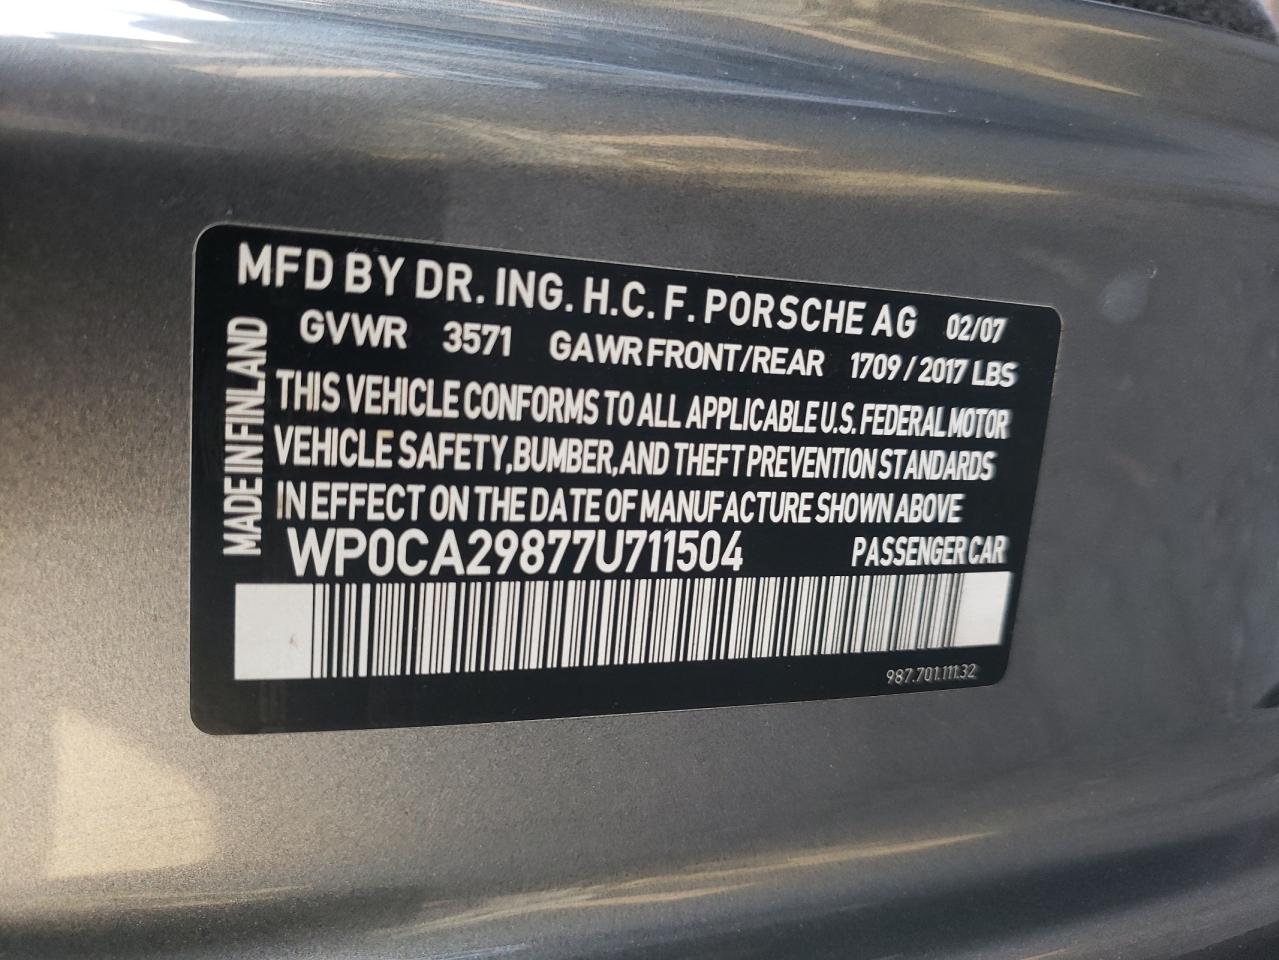 MFD BY DR. ING. H.C. F. PORSCHE AG 02/07
GVWR 3571 GAWR FRONT/REAR 1709 / 2017 LBS
THIS VEHICLE CONFORMS TO ALL APPLICABLE U.S. FEDERAL MOTOR
VEHICLE SAFETY, BUMBER, AND THEFT PREVENTION STANDARDS
IN EFFECT ON THE DATE OF MANUFACTURE SHOWN ABOVE
WP0CA29877U711504 PASSENGER CAR
987.701.111.32
MADE IN FINLAND